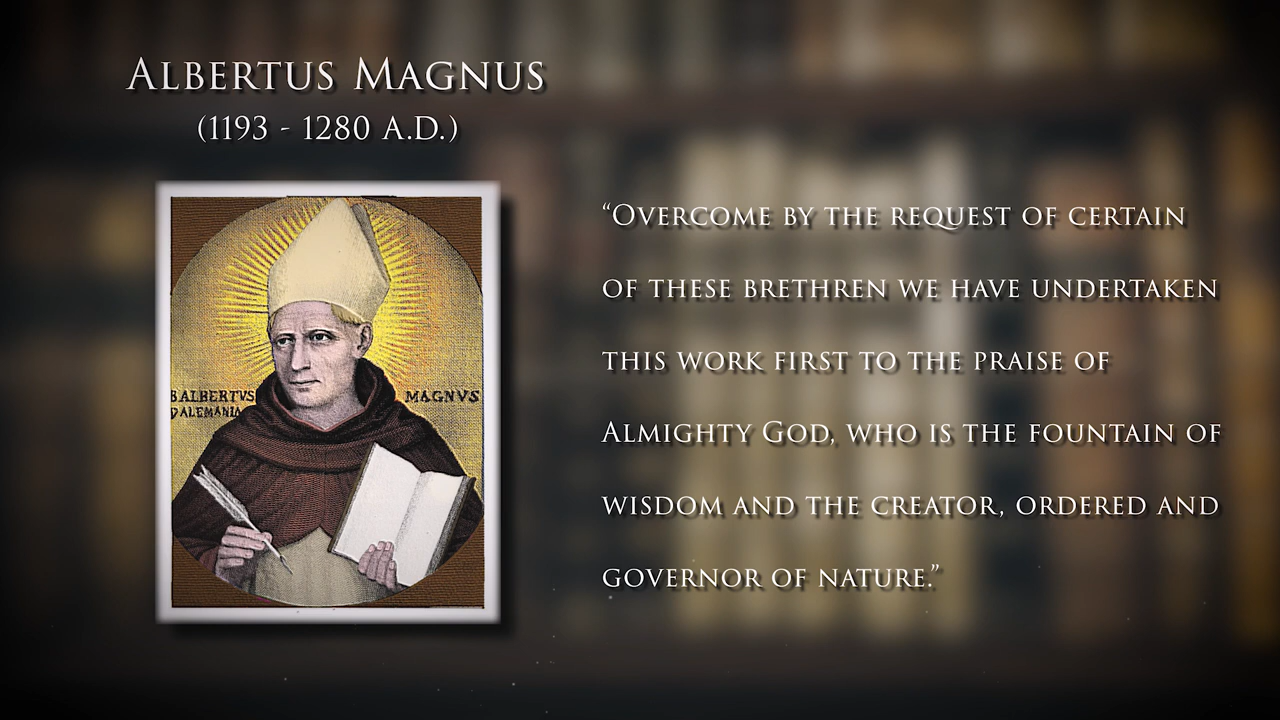 Albertus Magnus
(1193 - 1280 A.D.)
B ALBERTVS
D ALEMANIA
MAGNVS
“Overcome by the request of certain
of these brethren we have undertaken
this work first to the praise of
Almighty God, who is the fountain of
wisdom and the creator, ordered and
governor of nature.”